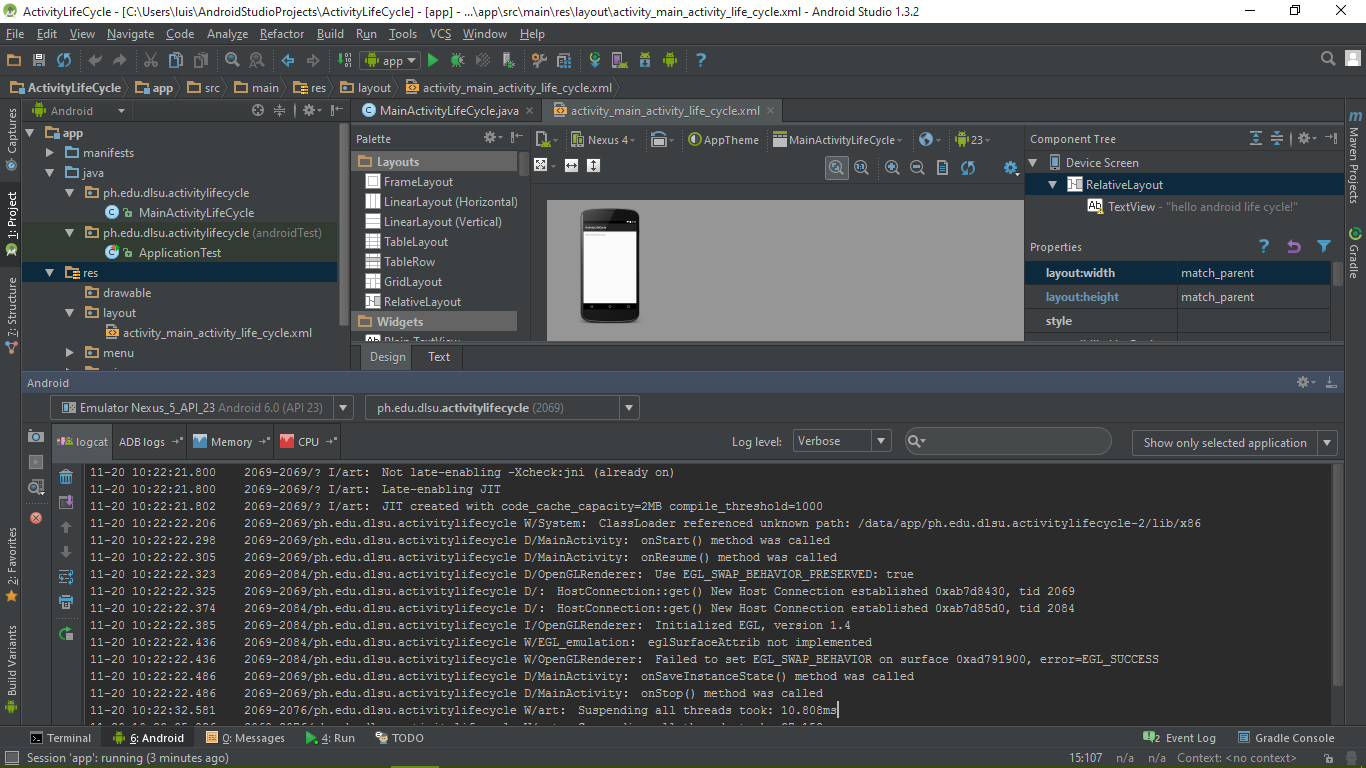 ActivityLifeCycle - [C:\Users\luis\AndroidStudioProjects\ActivityLifeCycle] - [app] - ...\app\src\main\res\layout\activity_main_activity_life_cycle.xml - Android Studio 1.3.2
File Edit View Navigate Code Analyze Refactor Build Run Tools VCS Window Help
app
ActivityLifeCycle app src main res layout activity_main_activity_life_cycle.xml
Captures
1: Project
7: Structure
2: Favorites
Build Variants
Android
app
manifests
java
ph.edu.dlsu.activitylifecycle
MainActivityLifeCycle
ph.edu.dlsu.activitylifecycle (androidTest)
ApplicationTest
res
drawable
layout
activity_main_activity_life_cycle.xml
menu
MainActivityLifeCycle.java activity_main_activity_life_cycle.xml
Palette
Layouts
FrameLayout
LinearLayout (Horizontal)
LinearLayout (Vertical)
TableLayout
TableRow
GridLayout
RelativeLayout
Widgets
Plain TextView
Design Text
Nexus 4 AppTheme MainActivityLifeCycle 23
Component Tree
Device Screen
RelativeLayout
Ab TextView - "hello android life cycle!"
Properties
layout:width match_parent
layout:height match_parent
style
m Maven Projects
Gradle
Android
Emulator Nexus_5_API_23 Android 6.0 (API 23) ph.edu.dlsu.activitylifecycle (2069)
logcat ADB logs Memory CPU Log level: Verbose Show only selected application
11-20 10:22:21.800 2069-2069/? I/art: Not late-enabling -Xcheck:jni (already on)
11-20 10:22:21.800 2069-2069/? I/art: Late-enabling JIT
11-20 10:22:21.802 2069-2069/? I/art: JIT created with code_cache_capacity=2MB compile_threshold=1000
11-20 10:22:22.206 2069-2069/ph.edu.dlsu.activitylifecycle W/System: ClassLoader referenced unknown path: /data/app/ph.edu.dlsu.activitylifecycle-2/lib/x86
11-20 10:22:22.298 2069-2069/ph.edu.dlsu.activitylifecycle D/MainActivity: onStart() method was called
11-20 10:22:22.305 2069-2069/ph.edu.dlsu.activitylifecycle D/MainActivity: onResume() method was called
11-20 10:22:22.323 2069-2084/ph.edu.dlsu.activitylifecycle D/OpenGLRenderer: Use EGL_SWAP_BEHAVIOR_PRESERVED: true
11-20 10:22:22.325 2069-2069/ph.edu.dlsu.activitylifecycle D/: HostConnection::get() New Host Connection established 0xab7d8430, tid 2069
11-20 10:22:22.374 2069-2084/ph.edu.dlsu.activitylifecycle D/: HostConnection::get() New Host Connection established 0xab7d85d0, tid 2084
11-20 10:22:22.385 2069-2084/ph.edu.dlsu.activitylifecycle I/OpenGLRenderer: Initialized EGL, version 1.4
11-20 10:22:22.436 2069-2084/ph.edu.dlsu.activitylifecycle W/EGL_emulation: eglSurfaceAttrib not implemented
11-20 10:22:22.436 2069-2084/ph.edu.dlsu.activitylifecycle W/OpenGLRenderer: Failed to set EGL_SWAP_BEHAVIOR on surface 0xad791900, error=EGL_SUCCESS
11-20 10:22:22.486 2069-2069/ph.edu.dlsu.activitylifecycle D/MainActivity: onSaveInstanceState() method was called
11-20 10:22:22.486 2069-2069/ph.edu.dlsu.activitylifecycle D/MainActivity: onStop() method was called
11-20 10:22:32.581 2069-2076/ph.edu.dlsu.activitylifecycle W/art: Suspending all threads took: 10.808ms
Terminal 6: Android 0: Messages 4: Run TODO 2 Event Log Gradle Console
Session 'app': running (3 minutes ago) 15:107 n/a n/a Context: <no context>